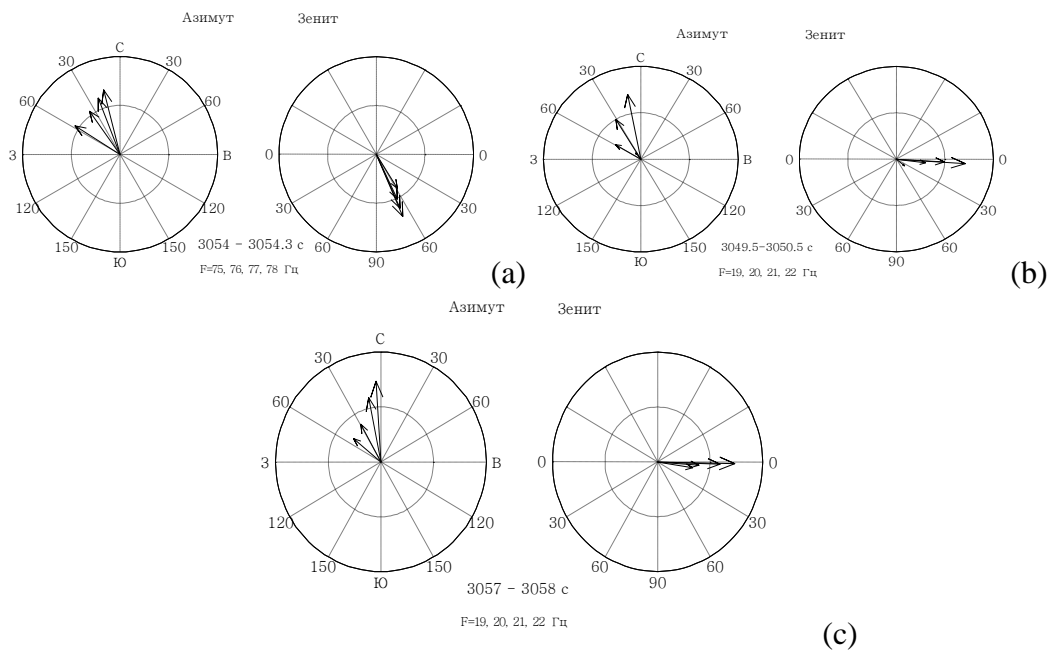 Азимут Зенит
С
30 30
60 60
З В
120 120
150 150
Ю
0 0
30 30
60 60
90
3054 - 3054.3 с
F=75, 76, 77, 78 Гц
(a)
Азимут Зенит
С
30 30
60 60
З В
120 120
150 150
Ю
0 0
30 30
60 60
90
3049.5-3050.5 с
F=19, 20, 21, 22 Гц
(b)
Азимут Зенит
С
30 30
60 60
З В
120 120
150 150
Ю
0 0
30 30
60 60
90
3057 - 3058 с
F=19, 20, 21, 22 Гц
(c)